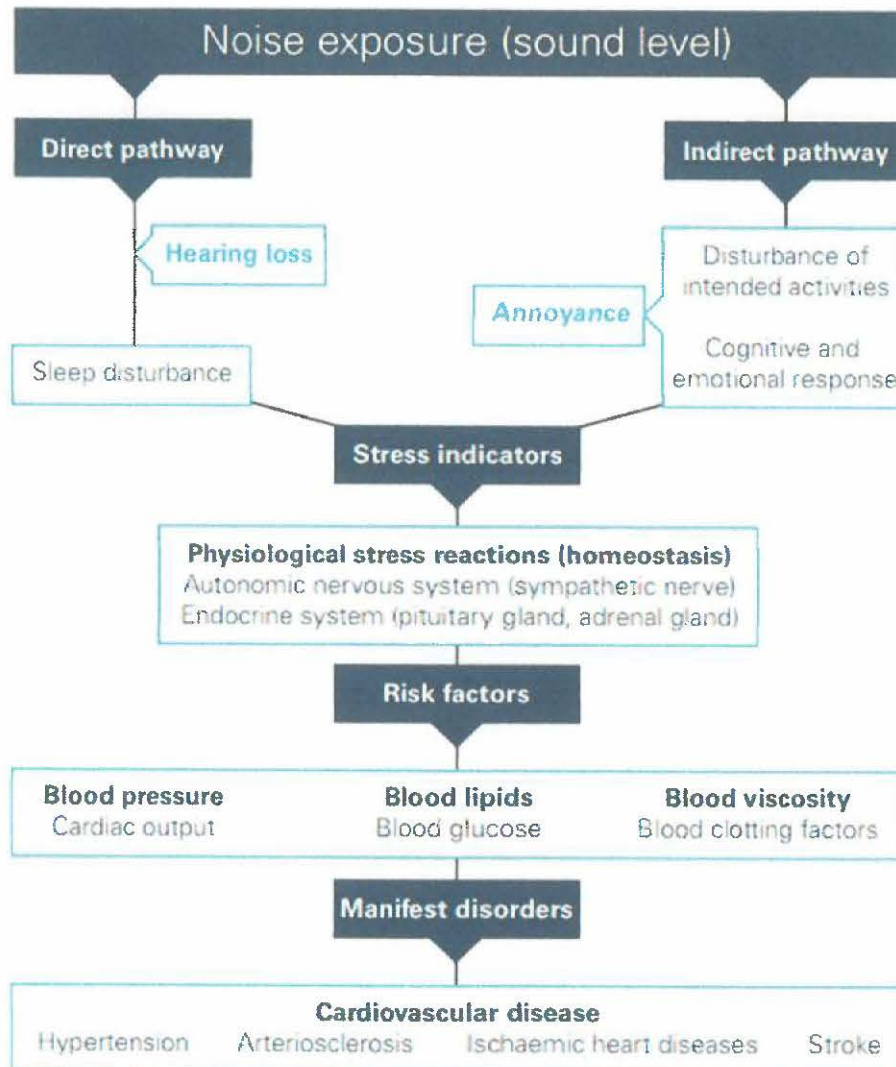 Noise exposure (sound level)
Direct pathway
Indirect pathway
Hearing loss
Disturbance of
intended activities
Annoyance
Cognitive and
emotional response
Sleep disturbance
Stress indicators
Physiological stress reactions (homeostasis)
Autonomic nervous system (sympathetic nerve)
Endocrine system (pituitary gland, adrenal gland)
Risk factors
Blood pressure
Cardiac output
Blood lipids
Blood glucose
Blood viscosity
Blood clotting factors
Manifest disorders
Cardiovascular disease
Hypertension Arteriosclerosis Ischaemic heart diseases Stroke